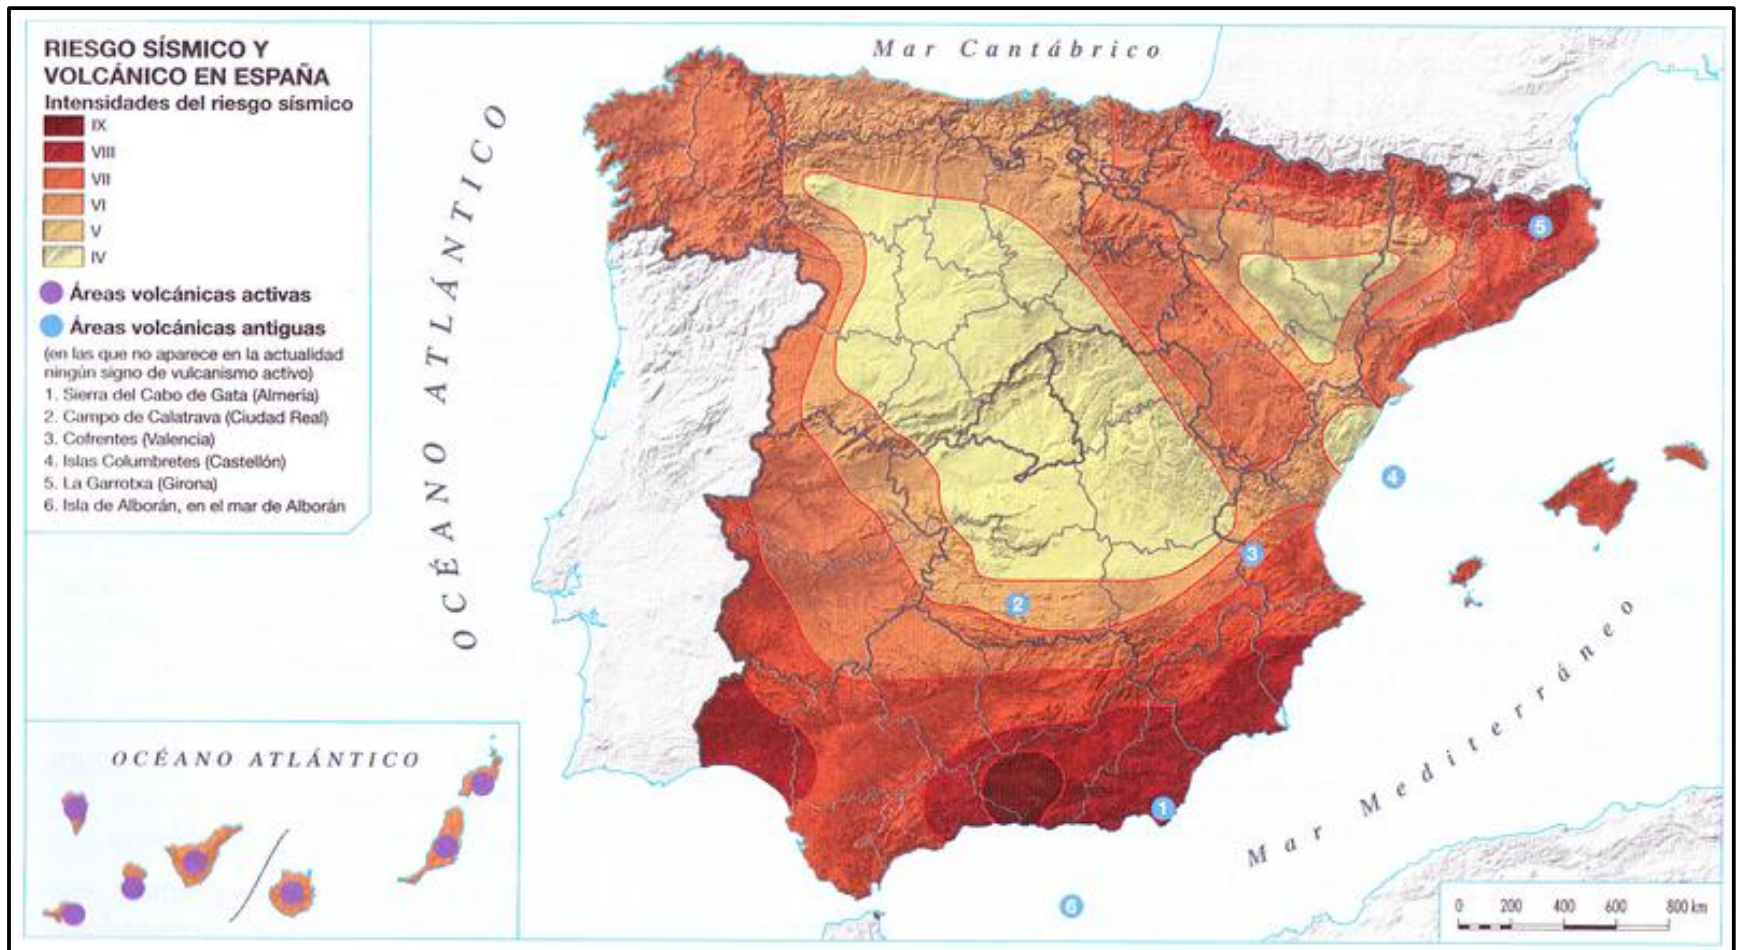 RIESGO SÍSMICO Y
VOLCÁNICO EN ESPAÑA
Intensidades del riesgo sísmico
IX
VIII
VII
VI
V
IV
Áreas volcánicas activas
Áreas volcánicas antiguas
(en las que no aparece en la actualidad
ningún signo de vulcanismo activo)
1. Sierra del Cabo de Gata (Almería)
2. Campo de Calatrava (Ciudad Real)
3. Cofrentes (Valencia)
4. Islas Columbretes (Castellón)
5. La Garrotxa (Girona)
6. Isla de Alborán, en el mar de Alborán
Mar Cantábrico
OCÉANO ATLÁNTICO
5
4
3
2
1
6
Mar Mediterráneo
OCÉANO ATLÁNTICO
0 200 400 600 800 km